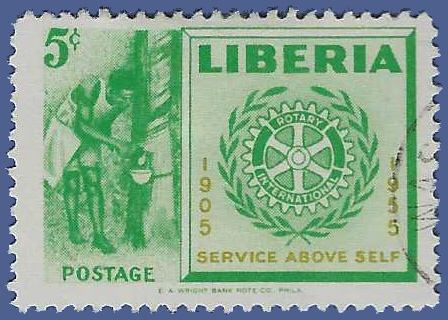 5¢
LIBERIA
ROTARY
INTERNATIONAL
1905
1955
SERVICE ABOVE SELF
POSTAGE
E. A. WRIGHT BANK NOTE CO. PHILA.